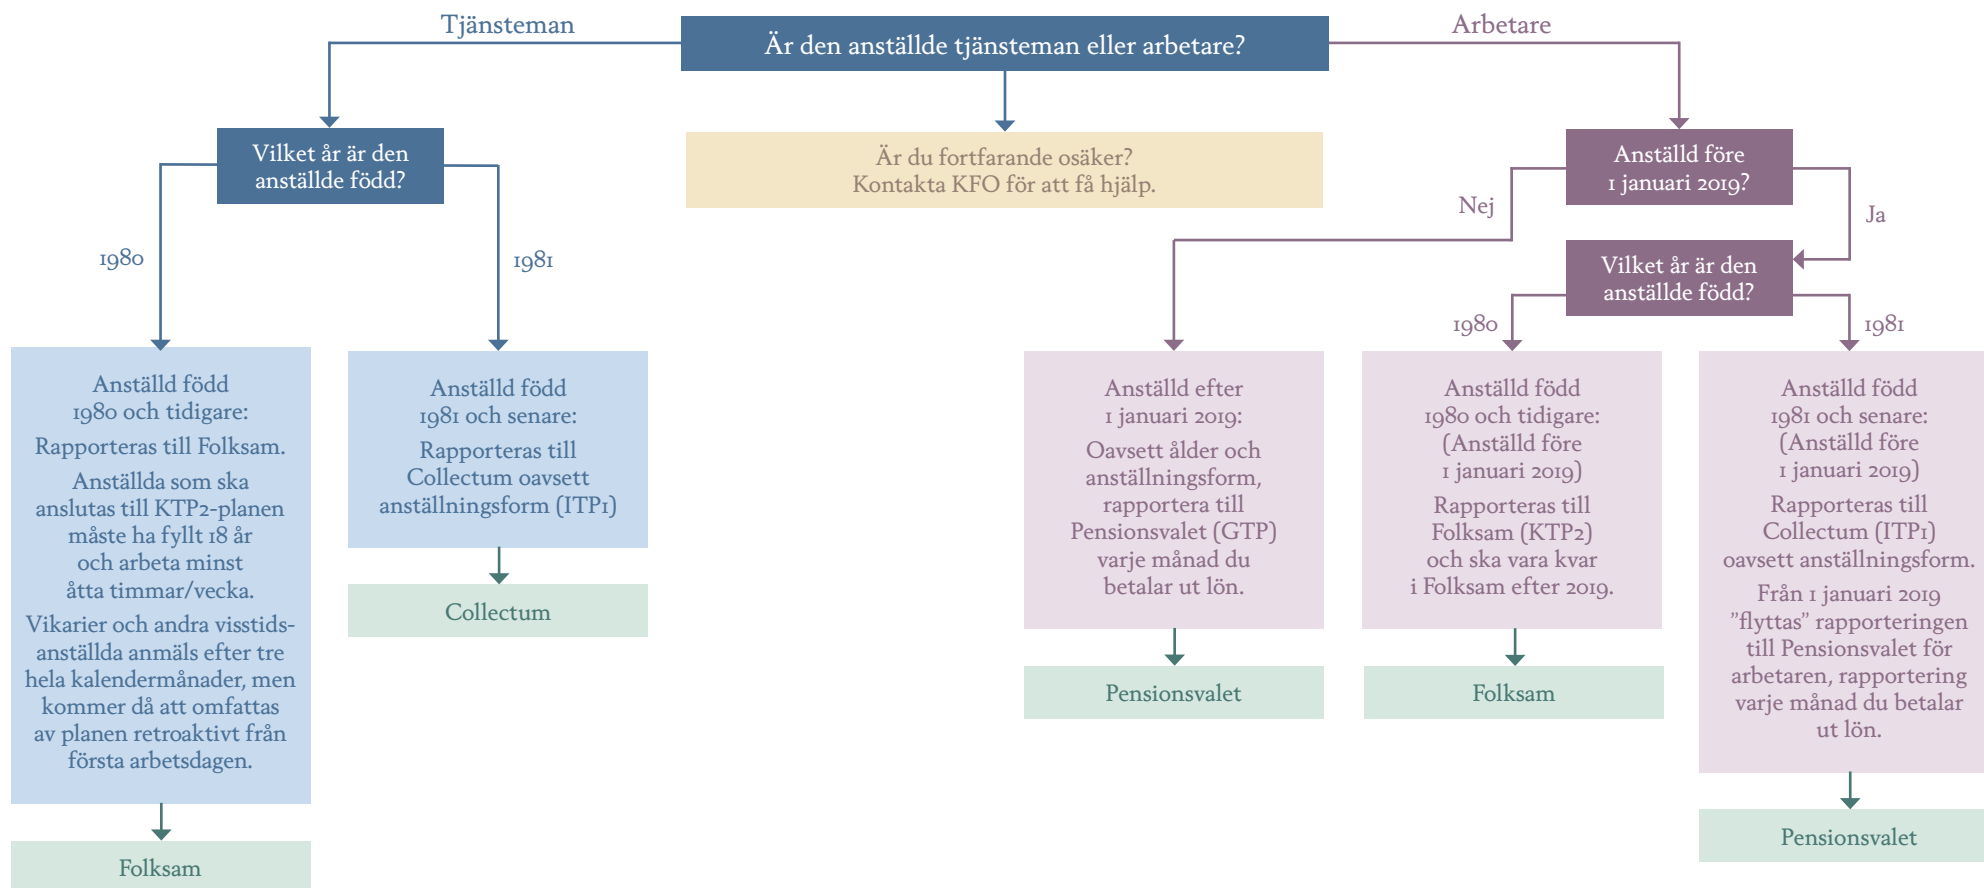 Tjänsteman
Är den anställde tjänsteman eller arbetare?
Arbetare
Vilket år är den
anställde född?
Är du fortfarande osäker?
Kontakta KFO för att få hjälp.
Anställd före
1 januari 2019?
Nej
Ja
1980
1981
Vilket år är den
anställde född?
1980
1981
Anställd född
1980 och tidigare:
Rapporteras till Folksam.
Anställda som ska
anslutas till KTP2-planen
måste ha fyllt 18 år
och arbeta minst
åtta timmar/vecka.
Vikarier och andra visstids-
anställda anmäls efter tre
hela kalendermånader, men
kommer då att omfattas
av planen retroaktivt från
första arbetsdagen.
Folksam
Anställd född
1981 och senare:
Rapporteras till
Collectum oavsett
anställningsform (ITP1)
Collectum
Anställd efter
1 januari 2019:
Oavsett ålder och
anställningsform,
rapportera till
Pensionsvalet (GTP)
varje månad du
betalar ut lön.
Pensionsvalet
Anställd född
1980 och tidigare:
(Anställd före
1 januari 2019)
Rapporteras till
Folksam (KTP2)
och ska vara kvar
i Folksam efter 2019.
Folksam
Anställd född
1981 och senare:
(Anställd före
1 januari 2019)
Rapporteras till
Collectum (ITP1)
oavsett anställningsform.
Från 1 januari 2019
”flyttas” rapporteringen
till Pensionsvalet för
arbetaren, rapportering
varje månad du betalar
ut lön.
Pensionsvalet